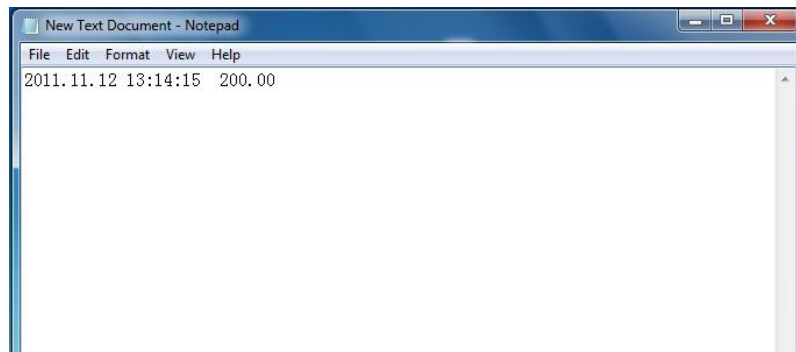 New Text Document - Notepad
File Edit Format View Help
2011.11.12 13:14:15  200.00